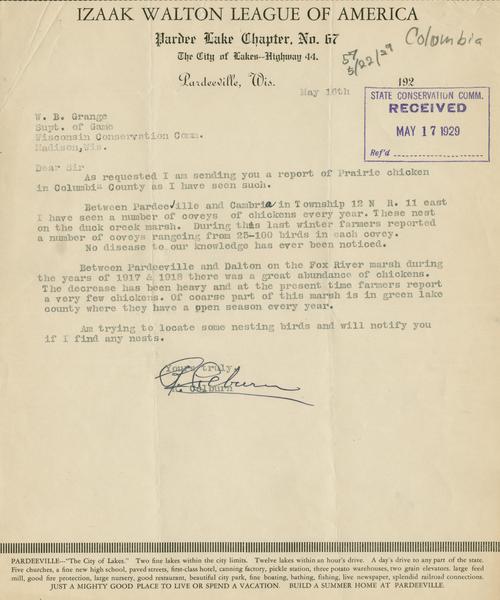 IZAAK WALTON LEAGUE OF AMERICA
Pardee Lake Chapter, No. 67
The City of Lakes--Highway 44.
Pardeeville, Wis.
192
Columbia
5/22/29
May 16th
STATE CONSERVATION COMM.
RECEIVED
MAY 17 1929
Ref'd
W. B. Grange
Supt. of Game
Wisconsin Conservation Comm.
Madison,Wis.
Dear Sir
As requested I am sending you a report of Prairie chicken
in Columbia County as I have seen such.
Between Pardeeville and Cambria in Township 12 N R. 11 east
I have seen a number of coveys of chickens every year. These nest
on the duck creek marsh. During this last winter farmers reported
a number of coveys rangeing from 25-100 birds in each covey.
No disease to our knowledge has ever been noticed.
Between Pardeeville and Dalton on the Fox River marsh during
the years of 1917 & 1918 there was a great abundance of chickens.
The decrease has been heavy and at the present time farmers report
a very few chickens. Of coarse part of this marsh is in green lake
county where they have a open season every year.
Am trying to locate some nesting birds and will notify you
if I find any nests.
Yours truly,
Colburn
PARDEEVILLE--"The City of Lakes." Two fine lakes within the city limits. Twelve lakes within an hour's drive. A day's drive to any part of the state.
Five churches, a fine new high school, paved streets, first-class hotel, canning factory, pickle station, three potato warehouses, two grain elevators, large feed
mill, good fire protection, large nursery, good restaurant, beautiful city park, fine boating, bathing, fishing, live newspaper, splendid railroad connections.
JUST A MIGHTY GOOD PLACE TO LIVE OR SPEND A VACATION. BUILD A SUMMER HOME AT PARDEEVILLE.